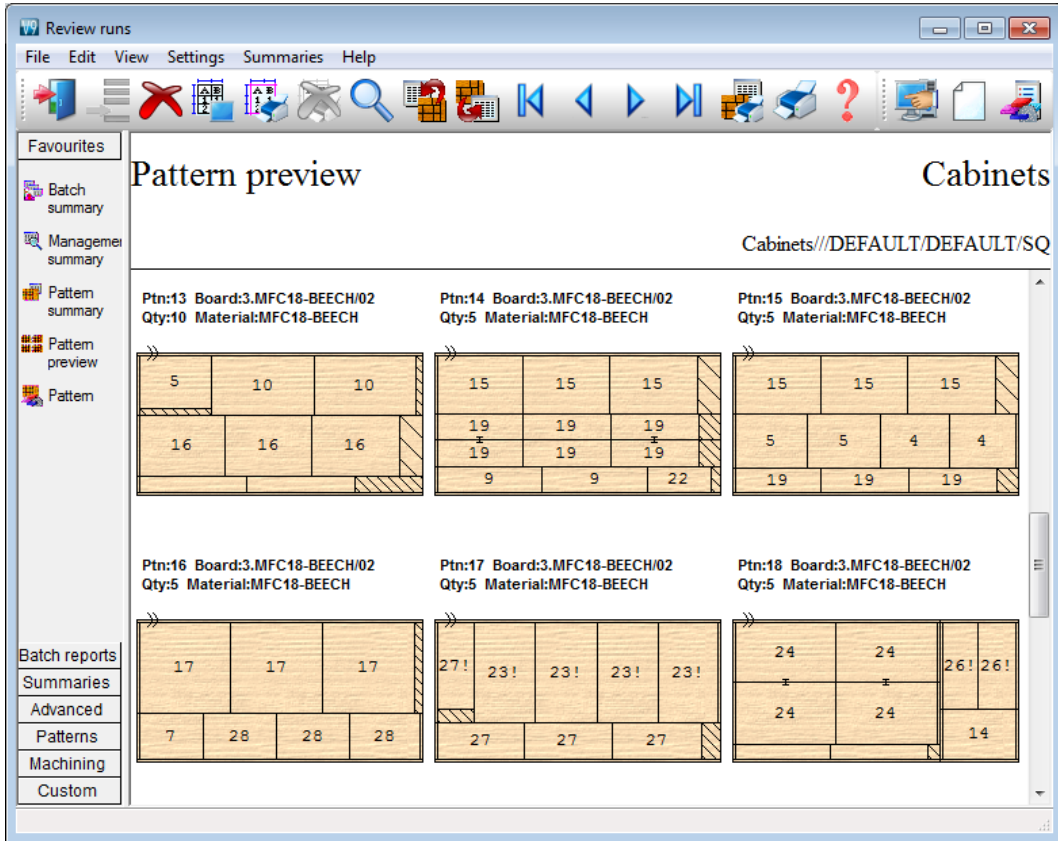 V9 Review runs
File Edit View Settings Summaries Help
Favourites
Batch
summary
Managemer
summary
Pattern
summary
Pattern
preview
Pattern
Batch reports
Summaries
Advanced
Patterns
Machining
Custom
Pattern preview
Cabinets
Cabinets///DEFAULT/DEFAULT/SQ
Ptn:13 Board:3.MFC18-BEECH/02
Qty:10 Material:MFC18-BEECH
5 10 10
16 16 16
Ptn:14 Board:3.MFC18-BEECH/02
Qty:5 Material:MFC18-BEECH
15 15 15
19 19 19
19 19 19
9 9 22
Ptn:15 Board:3.MFC18-BEECH/02
Qty:5 Material:MFC18-BEECH
15 15 15
5 5 4 4
19 19 19
Ptn:16 Board:3.MFC18-BEECH/02
Qty:5 Material:MFC18-BEECH
17 17 17
7 28 28 28
Ptn:17 Board:3.MFC18-BEECH/02
Qty:5 Material:MFC18-BEECH
27! 23! 23! 23! 23!
27 27 27
Ptn:18 Board:3.MFC18-BEECH/02
Qty:5 Material:MFC18-BEECH
24 24 26! 26!
24 24 14